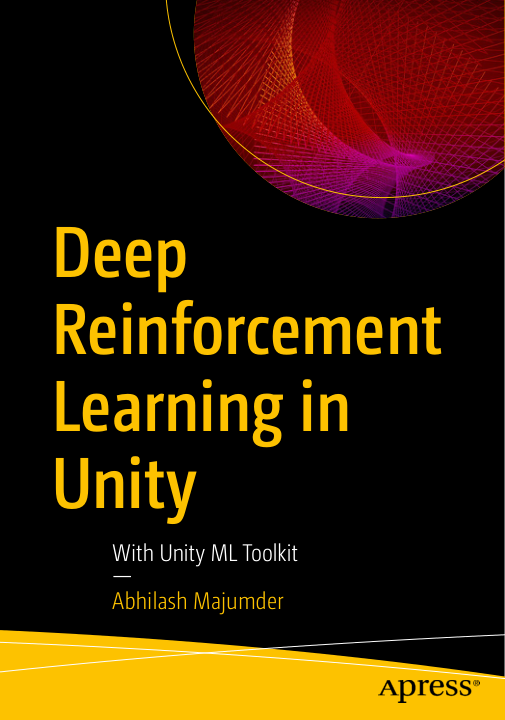 Deep
Reinforcement
Learning in
Unity
With Unity ML Toolkit
—
Abhilash Majumder
Apress®